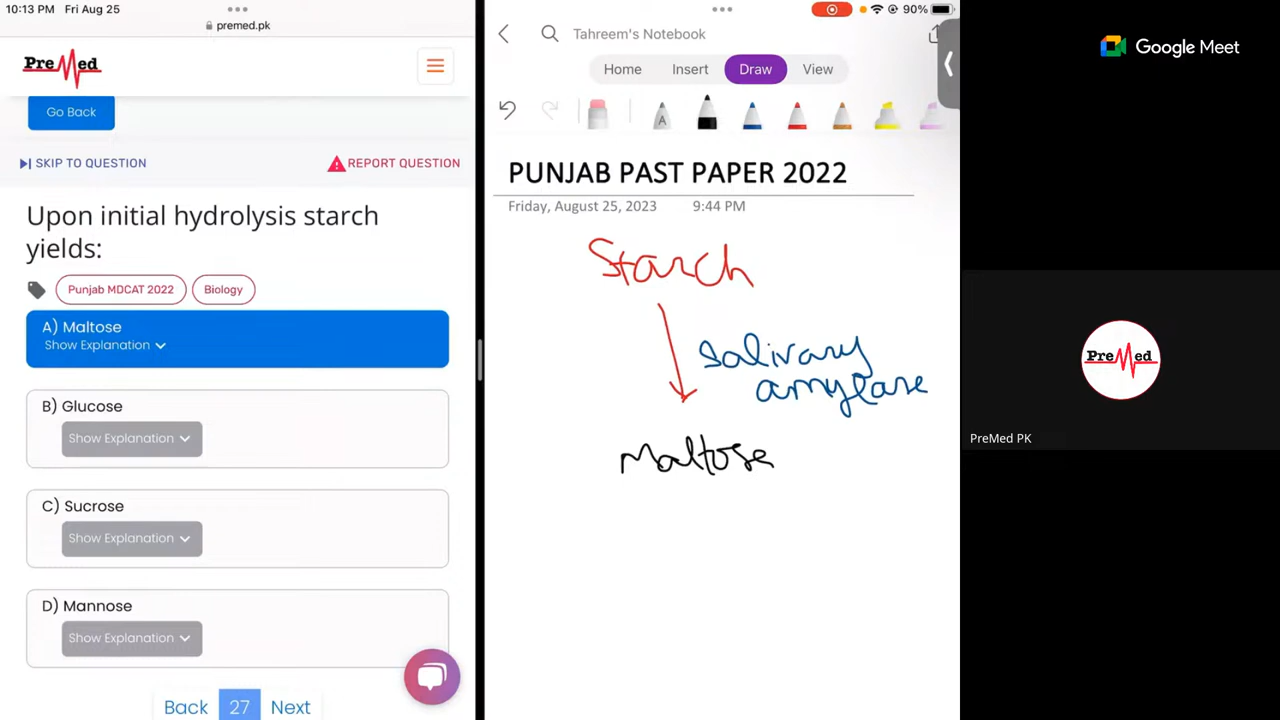 10:13 PM Fri Aug 25
premed.pk
PreMed
Go Back
SKIP TO QUESTION
REPORT QUESTION
Upon initial hydrolysis starch
yields:
Punjab MDCAT 2022
Biology
A) Maltose
Show Explanation
B) Glucose
Show Explanation
C) Sucrose
Show Explanation
D) Mannose
Show Explanation
Back 27 Next
90%
Tahreem's Notebook
Home Insert Draw View
A
PUNJAB PAST PAPER 2022
Friday, August 25, 2023 9:44 PM
Starch
Salivary
amylase
Maltose
Google Meet
PreMed
PreMed PK